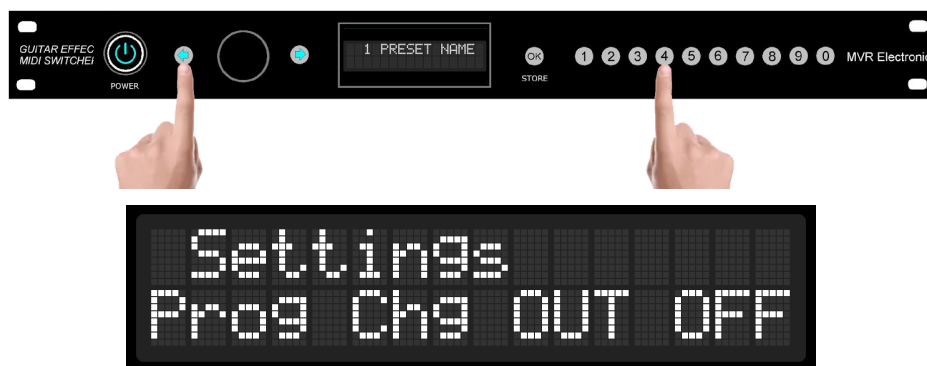 GUITAR EFFEC
MIDI SWITCHER
POWER
1 PRESET NAME
OK
STORE
1 2 3 4 5 6 7 8 9 0
MVR Electronic
Settings
Prog Chg OUT OFF